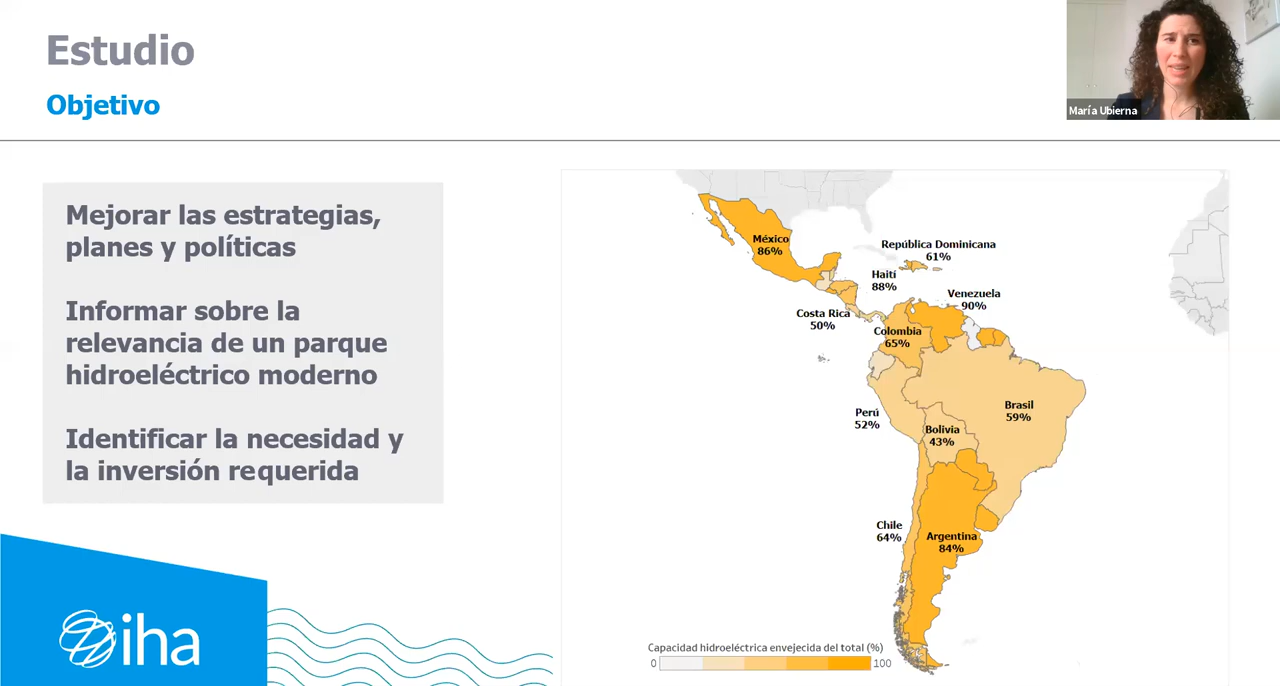 Estudio
Objetivo
María Ubierna
Mejorar las estrategias,
planes y políticas
Informar sobre la
relevancia de un parque
hidroeléctrico moderno
Identificar la necesidad y
la inversión requerida
México
86%
República Dominicana
61%
Haití
88%
Venezuela
90%
Costa Rica
50%
Colombia
65%
Brasil
59%
Perú
52%
Bolivia
43%
Chile
64%
Argentina
84%
Capacidad hidroeléctrica envejecida del total (%)
0 100
iha